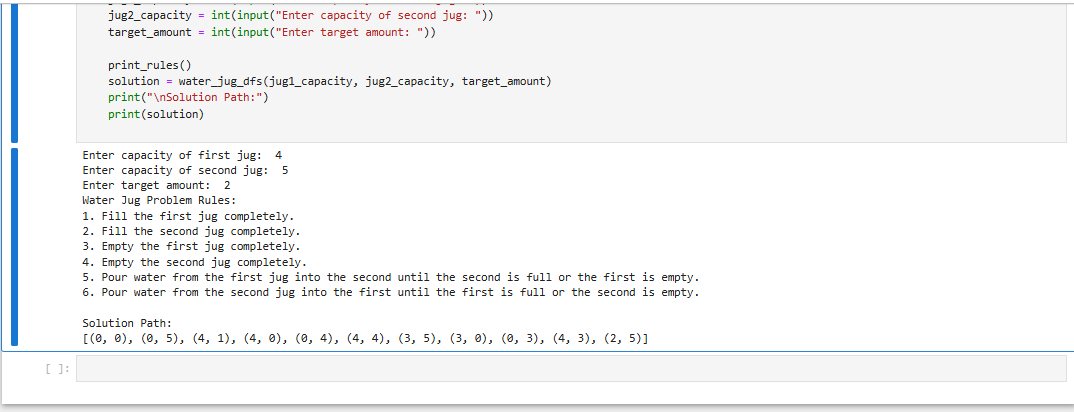 jug2_capacity = int(input("Enter capacity of second jug: "))
target_amount = int(input("Enter target amount: "))
print_rules()
solution = water_jug_dfs(jug1_capacity, jug2_capacity, target_amount)
print("\nSolution Path:")
print(solution)
Enter capacity of first jug:  4
Enter capacity of second jug:  5
Enter target amount:  2
Water Jug Problem Rules:
1. Fill the first jug completely.
2. Fill the second jug completely.
3. Empty the first jug completely.
4. Empty the second jug completely.
5. Pour water from the first jug into the second until the second is full or the first is empty.
6. Pour water from the second jug into the first until the first is full or the second is empty.
Solution Path:
[(0, 0), (0, 5), (4, 1), (4, 0), (0, 4), (4, 4), (3, 5), (3, 0), (0, 3), (4, 3), (2, 5)]
[ ]: